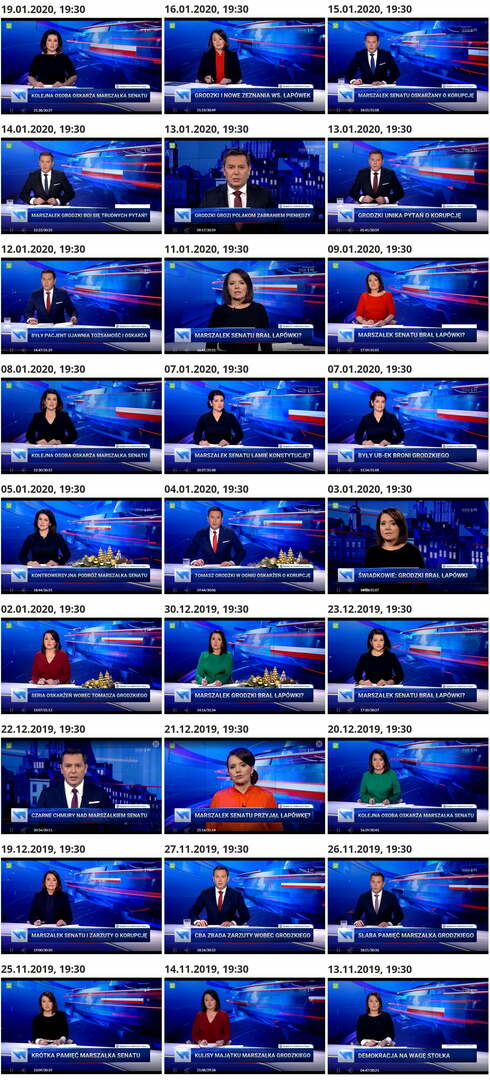 19.01.2020, 19:30
16.01.2020, 19:30
15.01.2020, 19:30
KOLEJNA OSOBA OSKARŻA MARSZAŁKA SENATU
GRODZKI I NOWE ZEZNANIA WS. ŁAPÓWEK
MARSZAŁEK SENATU OSKARŻANY O KORUPCJĘ
14.01.2020, 19:30
13.01.2020, 19:30
13.01.2020, 19:30
MARSZAŁEK GRODZKI BOI SIĘ TRUDNYCH PYTAŃ?
GRODZKI GROZI POLAKOM ZABRANIEM PIENIĘDZY
GRODZKI UNIKA PYTAŃ O KORUPCJĘ
12.01.2020, 19:30
11.01.2020, 19:30
09.01.2020, 19:30
BYŁY PACJENT UJAWNIA TOŻSAMOŚĆ I OSKARŻA
MARSZAŁEK SENATU BRAŁ ŁAPÓWKI?
MARSZAŁEK SENATU BRAŁ ŁAPÓWKI?
08.01.2020, 19:30
07.01.2020, 19:30
07.01.2020, 19:30
KOLEJNA OSOBA OSKARŻA MARSZAŁKA SENATU
MARSZAŁEK SENATU ŁAMIE KONSTYTUCJĘ?
BYŁY UB-EK BRONI GRODZKIEGO
05.01.2020, 19:30
04.01.2020, 19:30
03.01.2020, 19:30
KONTROWERSYJNA PODRÓŻ MARSZAŁKA SENATU
TOMASZ GRODZKI W OGNIU OSKARŻEŃ O KORUPCJĘ
ŚWIADKOWIE: GRODZKI BRAŁ ŁAPÓWKI
02.01.2020, 19:30
30.12.2019, 19:30
23.12.2019, 19:30
SERIA OSKARŻEŃ WOBEC TOMASZA GRODZKIEGO
MARSZAŁEK GRODZKI BRAŁ ŁAPÓWKI?
MARSZAŁEK SENATU BRAŁ ŁAPÓWKI?
22.12.2019, 19:30
21.12.2019, 19:30
20.12.2019, 19:30
CZARNE CHMURY NAD MARSZAŁKIEM SENATU
MARSZAŁEK SENATU PRZYJĄŁ ŁAPÓWKĘ?
KOLEJNA OSOBA OSKARŻA MARSZAŁKA SENATU
19.12.2019, 19:30
27.11.2019, 19:30
26.11.2019, 19:30
MARSZAŁEK SENATU I ZARZUTY O KORUPCJĘ
CBA ZBADA ZARZUTY WOBEC GRODZKIEGO
SŁABA PAMIĘĆ MARSZAŁKA GRODZKIEGO
25.11.2019, 19:30
14.11.2019, 19:30
13.11.2019, 19:30
KRÓTKA PAMIĘĆ MARSZAŁKA SENATU
KULISY MAJĄTKU MARSZAŁKA GRODZKIEGO
DEMOKRACJA NA WAGĘ STOŁKA